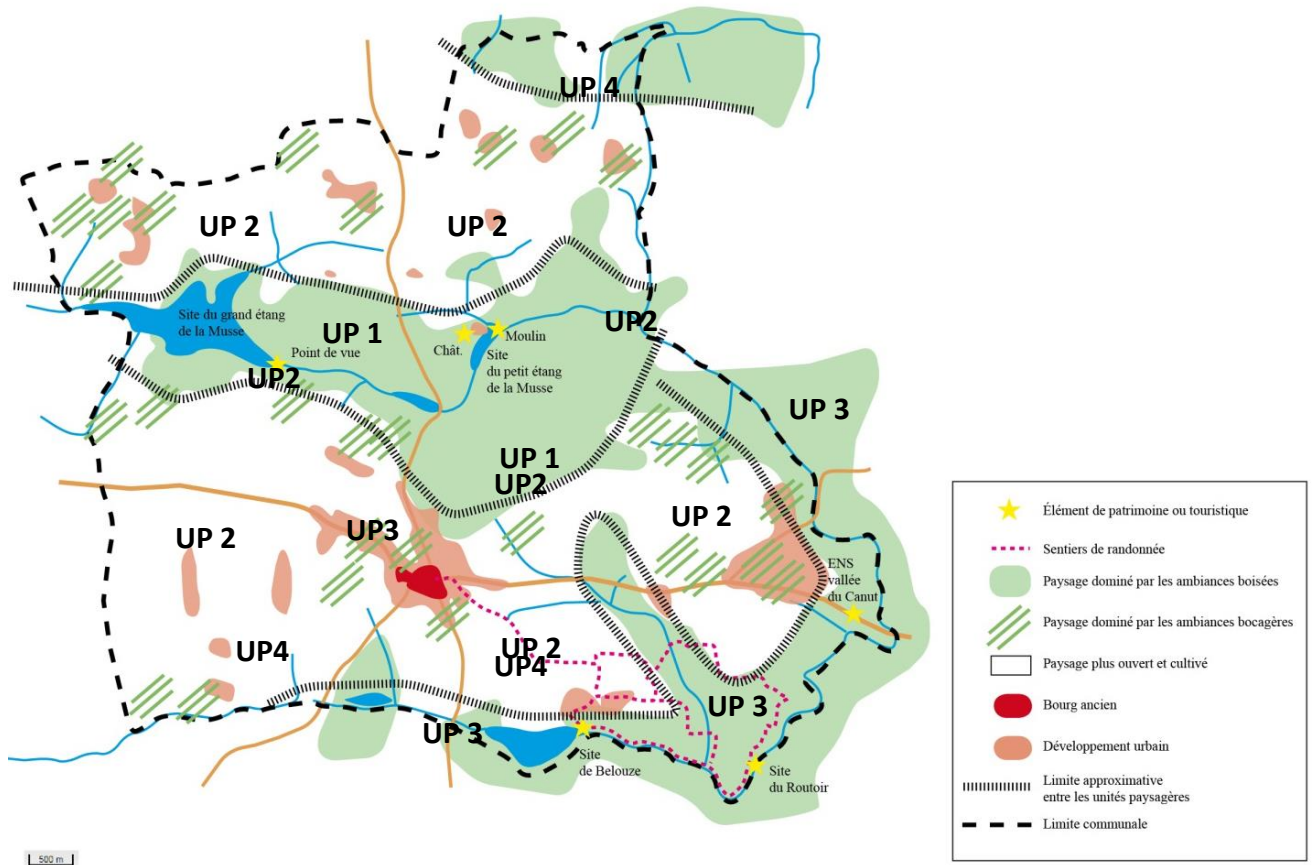 UP 4
UP 2
UP 2
Site du grand étang
de la Musse
UP 1
UP2
Moulin
Chât.
Site
du petit étang
de la Musse
Point de vue
UP2
UP 3
UP 1
UP2
UP 2
UP3
UP 2
ENS
vallée
du Canut
UP4
UP 2
UP4
UP 3
UP 3
Site
de Belouze
Site
du Routoir
500 m
Élément de patrimoine ou touristique
Sentiers de randonnée
Paysage dominé par les ambiances boisées
Paysage dominé par les ambiances bocagères
Paysage plus ouvert et cultivé
Bourg ancien
Développement urbain
Limite approximative
entre les unités paysagères
Limite communale